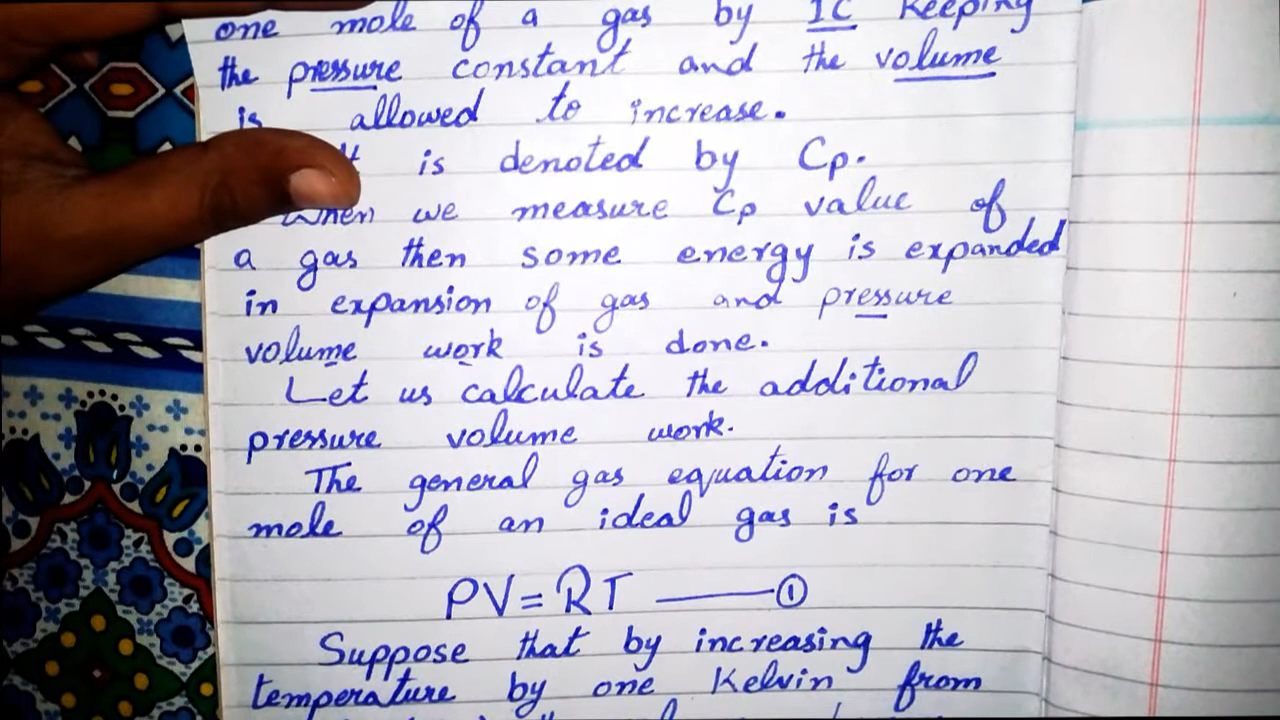 one mole of a gas by 1C keeping
the pressure constant and the volume
is allowed to increase.
It is denoted by Cp.
When we measure Cp value of
a gas then some energy is expanded
in expansion of gas and pressure
volume work is done.
Let us calculate the additional
pressure volume work.
The general gas equation for one
mole of an ideal gas is
PV=RT ——— ①
Suppose that by increasing the
temperature by one Kelvin from